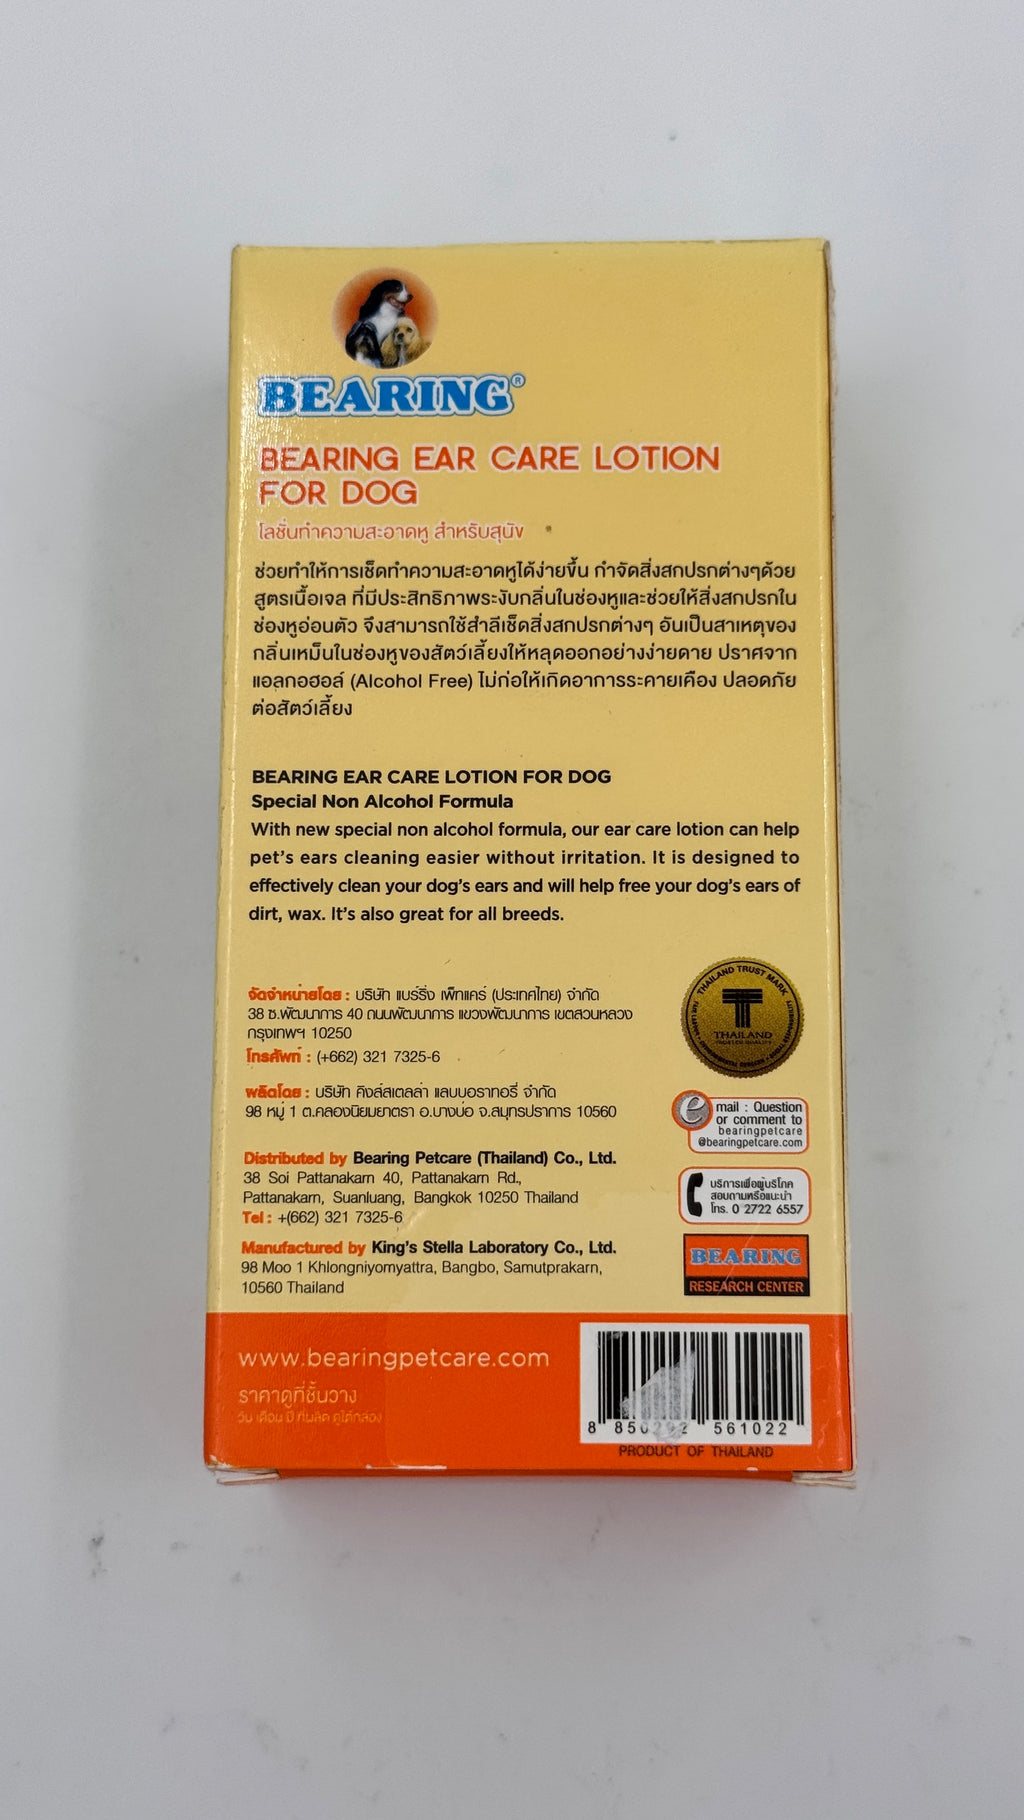 BEARING®
BEARING EAR CARE LOTION
FOR DOG
โลชั่นทำความสะอาดหู สำหรับสุนัข
ช่วยทำให้การเช็ดทำความสะอาดหูได้ง่ายขึ้น กำจัดสิ่งสกปรกต่างๆด้วย
สูตรเนื้อเจล ที่มีประสิทธิภาพระงับกลิ่นในช่องหูและช่วยให้สิ่งสกปรกใน
ช่องหูอ่อนตัว จึงสามารถใช้สำลีเช็ดสิ่งสกปรกต่างๆ อันเป็นสาเหตุของ
กลิ่นเหม็นในช่องหูของสัตว์เลี้ยงให้หลุดออกอย่างง่ายดาย ปราศจาก
แอลกอฮอล์ (Alcohol Free) ไม่ก่อให้เกิดอาการระคายเคือง ปลอดภัย
ต่อสัตว์เลี้ยง
BEARING EAR CARE LOTION FOR DOG
Special Non Alcohol Formula
With new special non alcohol formula, our ear care lotion can help
pet's ears cleaning easier without irritation. It is designed to
effectively clean your dog's ears and will help free your dog's ears of
dirt, wax. It's also great for all breeds.
จัดจำหน่ายโดย : บริษัท แบร์ริ่ง เพ็ทแคร์ (ประเทศไทย) จำกัด
38 ซ.พัฒนาการ 40 ถนนพัฒนาการ แขวงพัฒนาการ เขตสวนหลวง
กรุงเทพฯ 10250
โทรศัพท์ : (+662) 321 7325-6
ผลิตโดย : บริษัท คิงส์สเตลล่า แลบบอราทอรี่ จำกัด
98 หมู่ 1 ต.คลองนิยมยาตรา อ.บางบ่อ จ.สมุทรปราการ 10560
Distributed by Bearing Petcare (Thailand) Co., Ltd.
38 Soi Pattanakarn 40, Pattanakarn Rd.,
Pattanakarn, Suanluang, Bangkok 10250 Thailand
Tel : +(662) 321 7325-6
Manufactured by King's Stella Laboratory Co., Ltd.
98 Moo 1 Khlongniyomyattra, Bangbo, Samutprakarn,
10560 Thailand
THAILAND TRUST MARK
T
THAILAND
e mail : Question
or comment to
bearingpetcare
@bearingpetcare.com
บริการเพื่อผู้บริโภค
สอบถามหรือแนะนำ
โทร. 0 2722 6557
BEARING
RESEARCH CENTER
www.bearingpetcare.com
ราคาดูที่ชั้นวาง
วัน เดือน ปี ที่ผลิต ดูใต้กล่อง
8 850292 561022
PRODUCT OF THAILAND